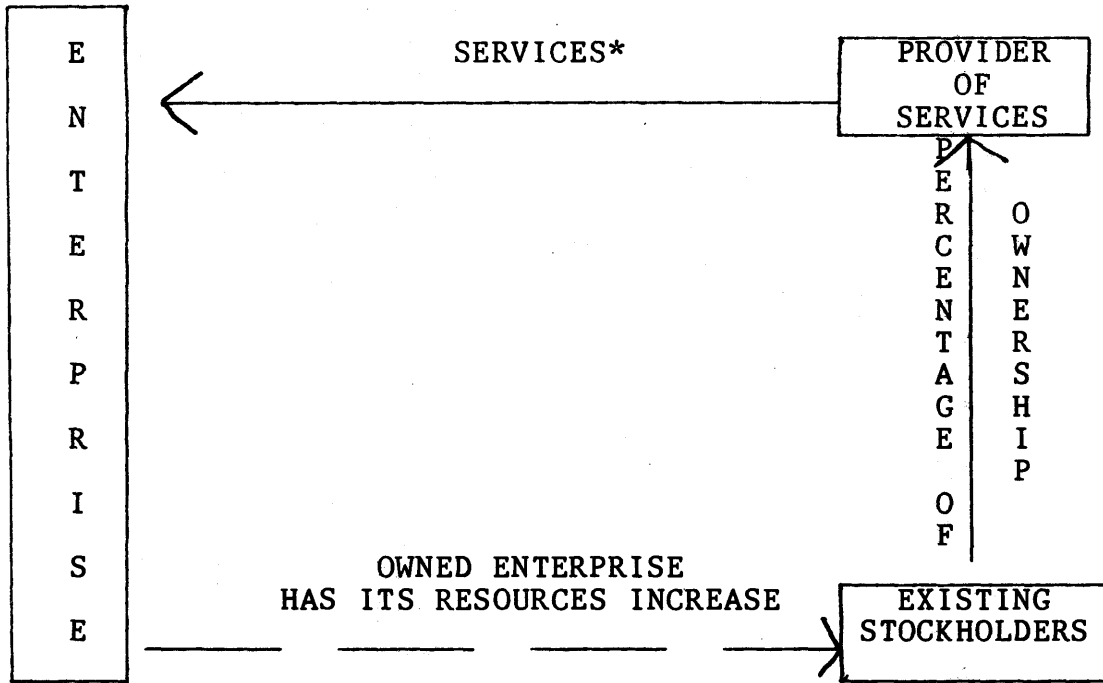 ENTERPRISE
SERVICES*
PROVIDER
OF
SERVICES
PERCENTAGE OF
OWNERSHIP
OWNED ENTERPRISE
HAS ITS RESOURCES INCREASE
EXISTING
STOCKHOLDERS